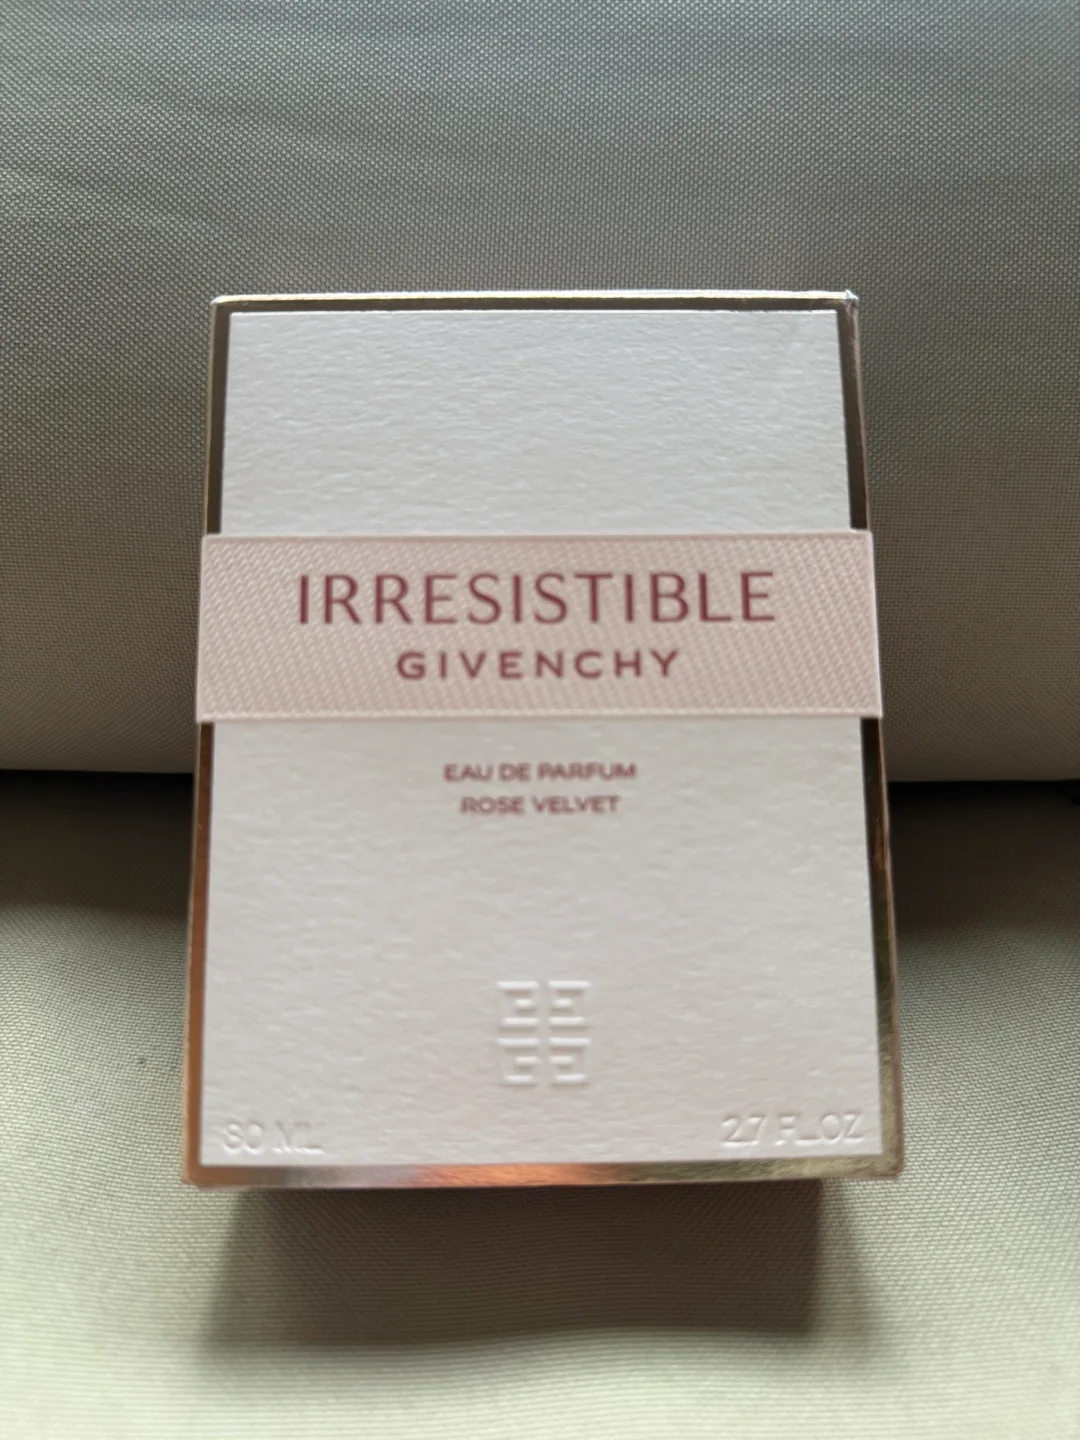 IRRESISTIBLE
GIVENCHY
EAU DE PARFUM
ROSE VELVET
80 ML
2.7 FL.OZ